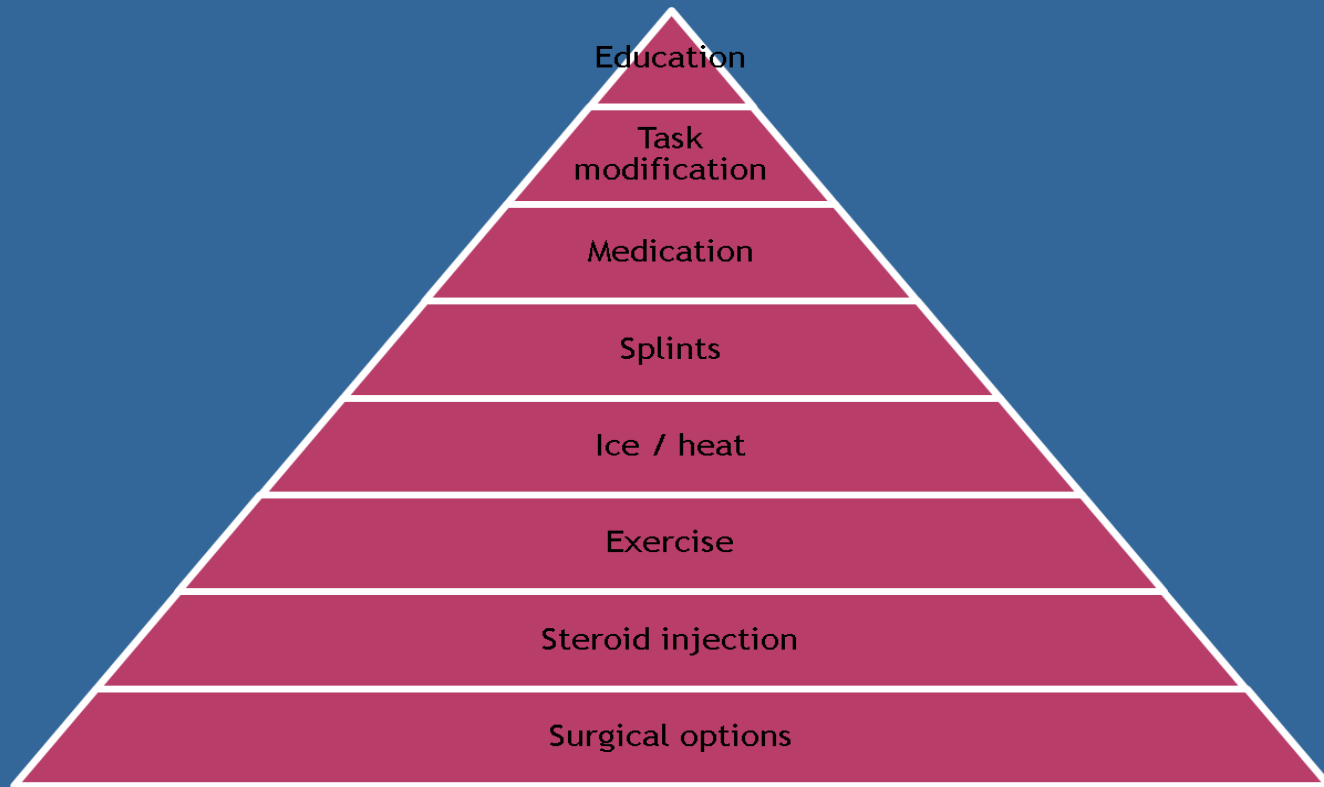 Education
Task
modification
Medication
Splints
Ice / heat
Exercise
Steroid injection
Surgical options